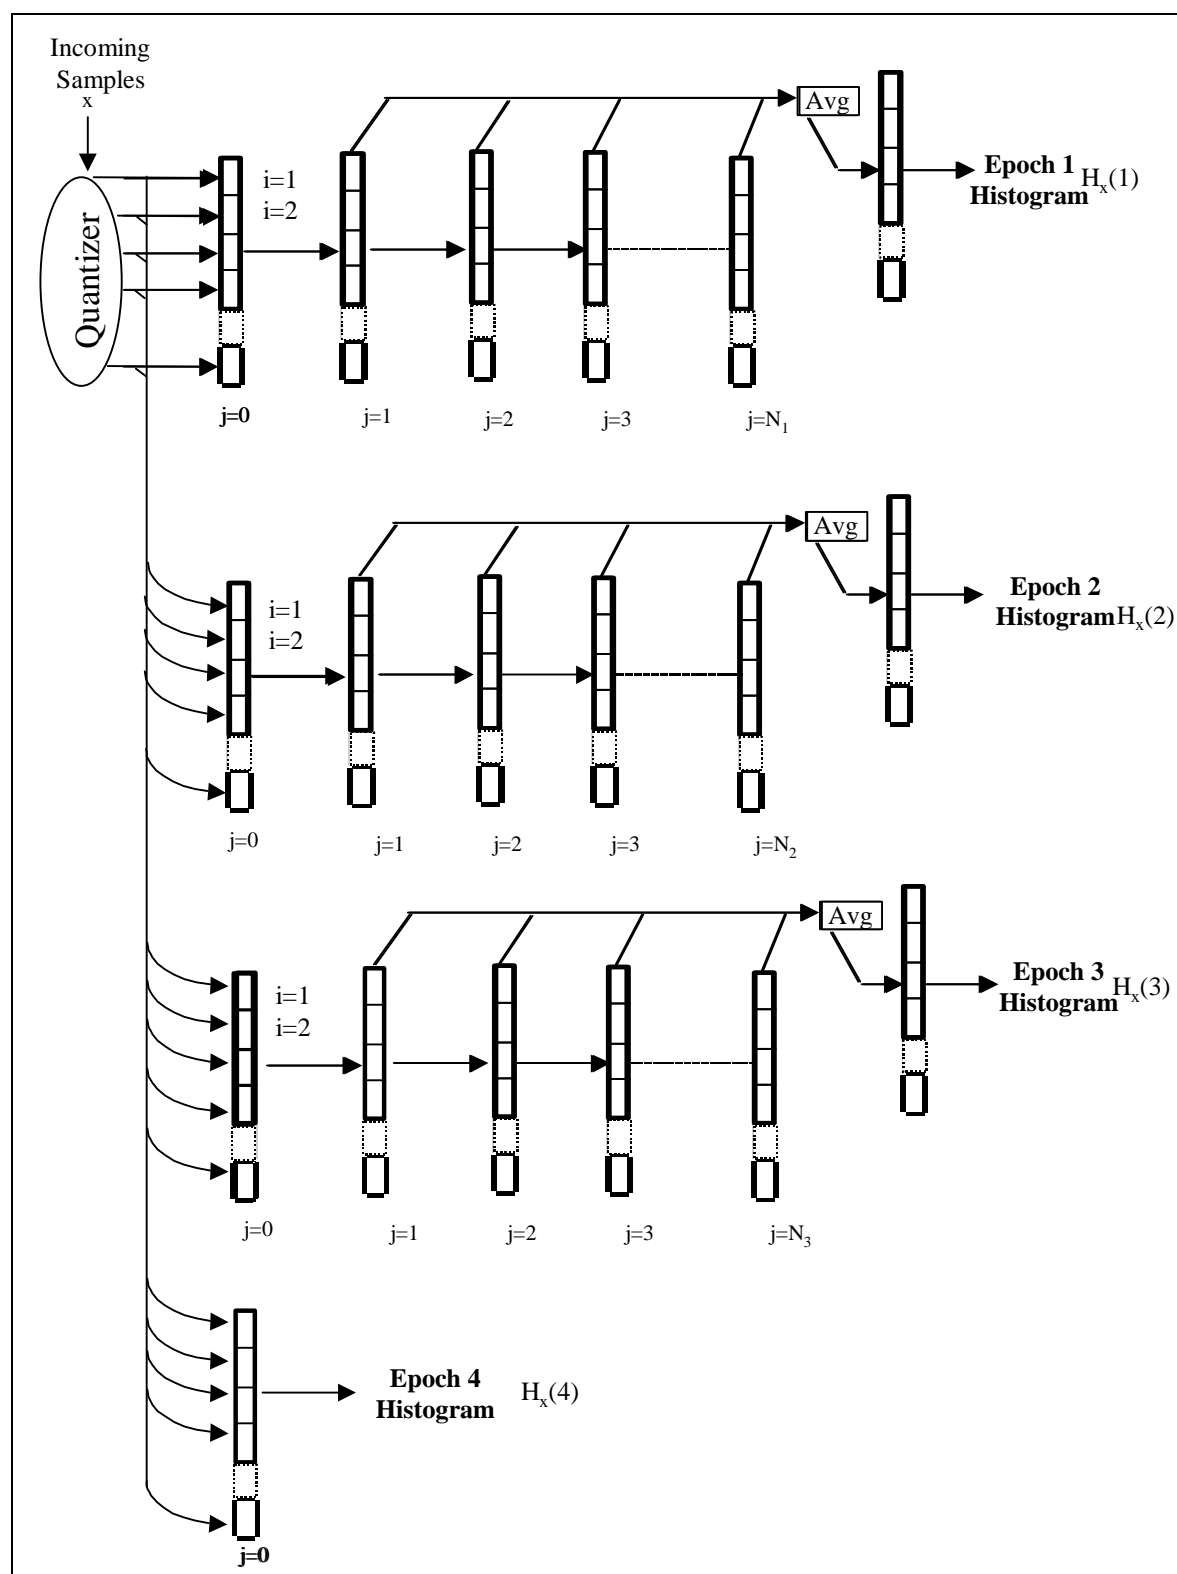 Incoming
Samples
x
Quantizer
i=1
i=2
Avg
Epoch 1
Histogram H_x(1)
j=0
j=1
j=2
j=3
j=N_1
i=1
i=2
Avg
Epoch 2
Histogram H_x(2)
j=0
j=1
j=2
j=3
j=N_2
i=1
i=2
Avg
Epoch 3
Histogram H_x(3)
j=0
j=1
j=2
j=3
j=N_3
Epoch 4
Histogram H_x(4)
j=0